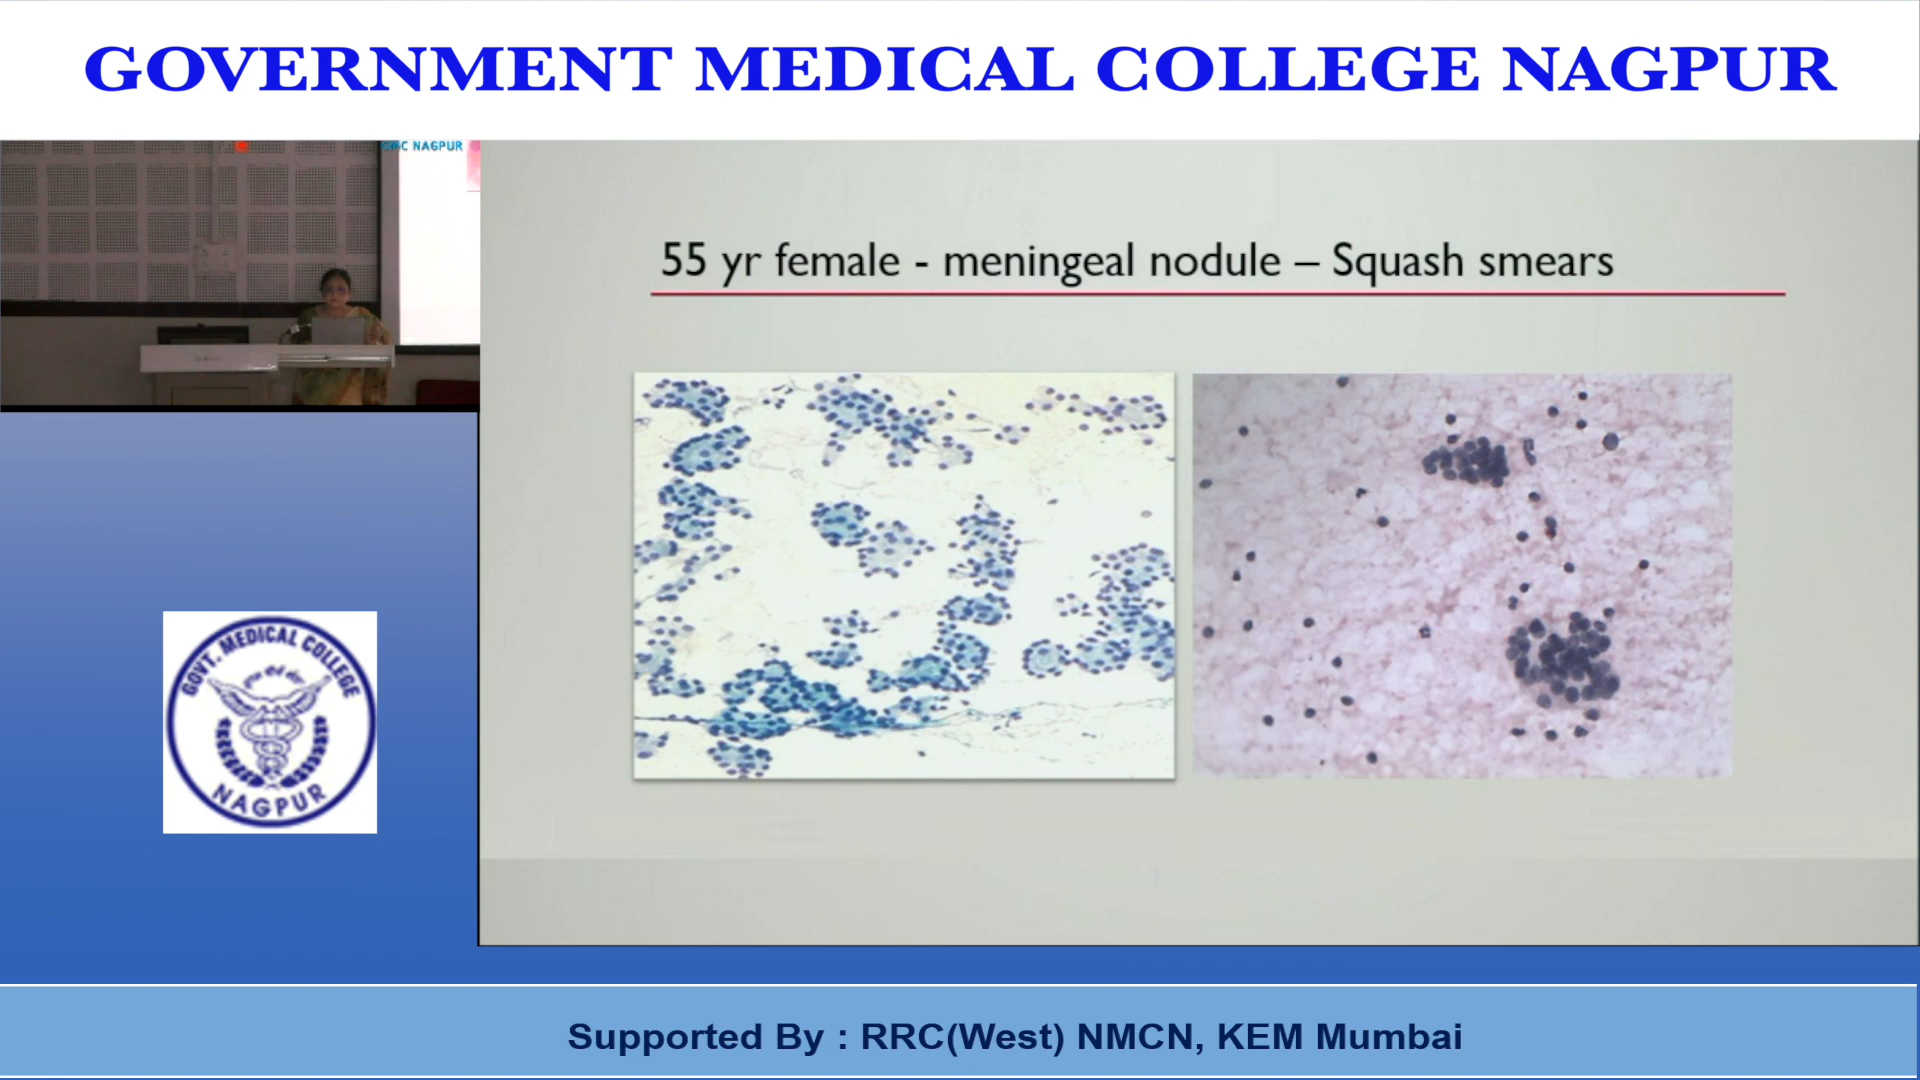 GOVERNMENT MEDICAL COLLEGE NAGPUR
GMC NAGPUR
55 yr female - meningeal nodule – Squash smears
GOVT. MEDICAL COLLEGE
NAGPUR
Supported By : RRC(West) NMCN, KEM Mumbai